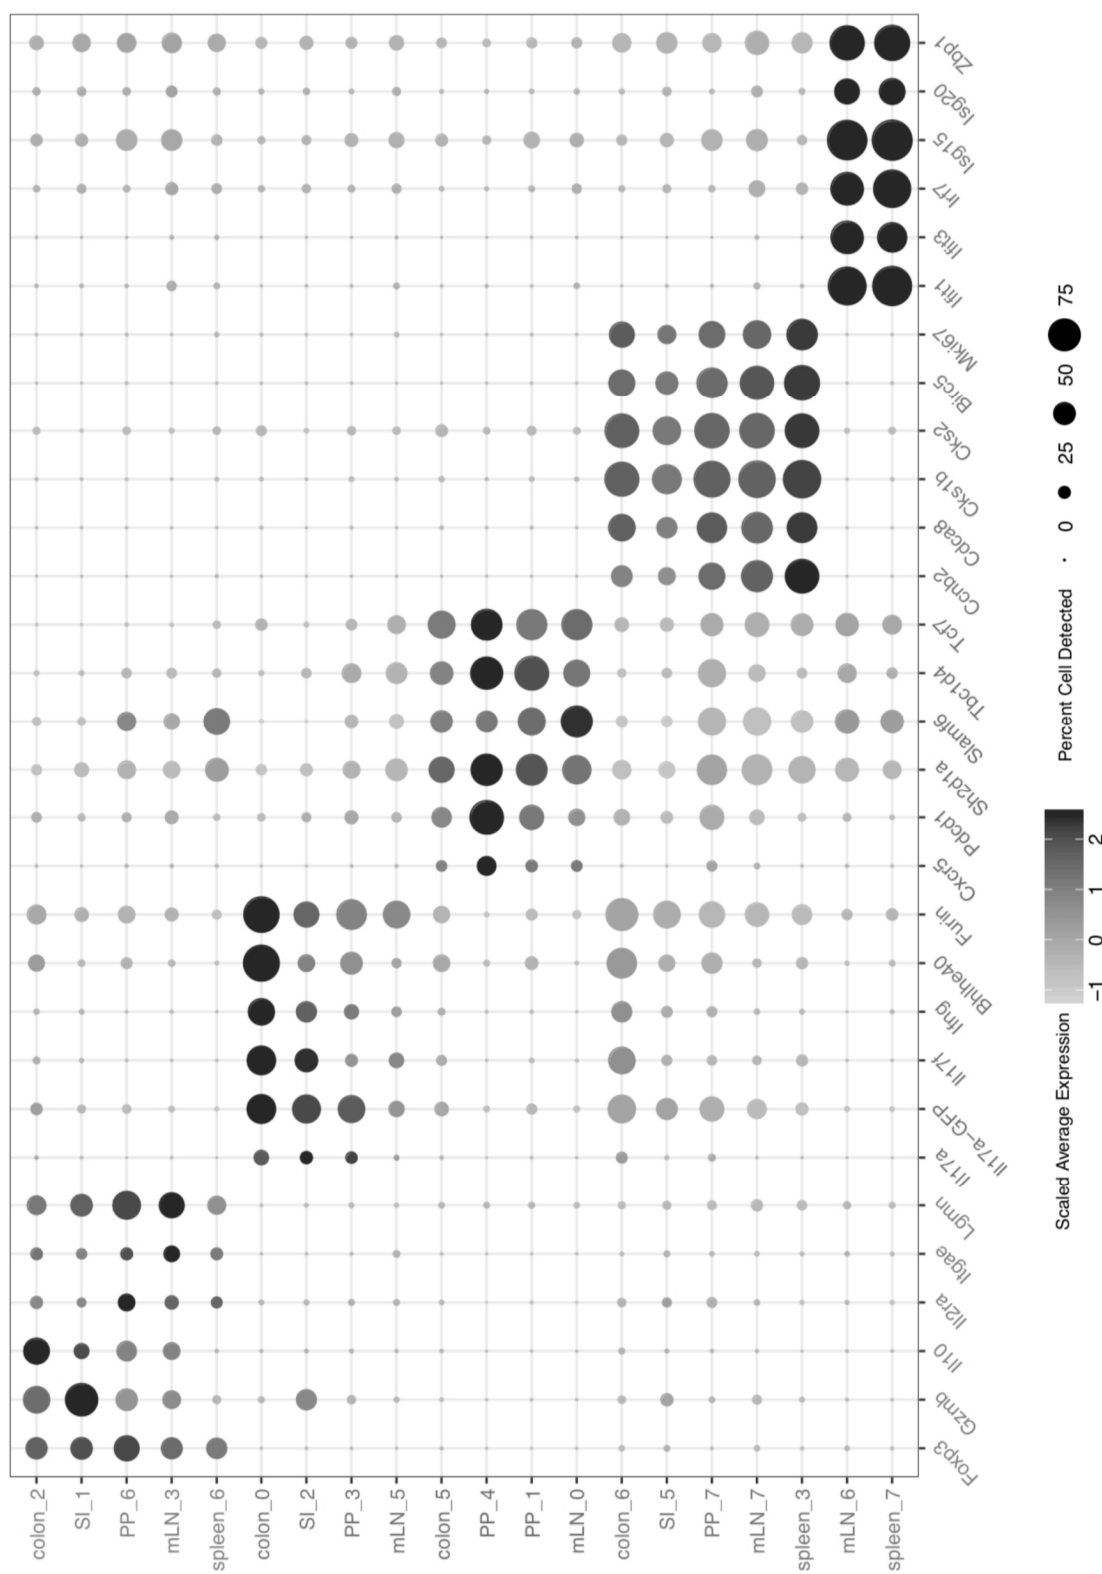 Zbp1
Isg20
Isg15
Irf7
Ifit3
Ifit1
Mki67
Birc5
Cks2
Cks1b
Cdca8
Ccnb2
Tcf7
Tbc1d4
Slamf6
Sh2d1a
Pdcd1
Cxcr5
Furin
Bhlhe40
Ifng
Il17f
Il17a-GFP
Il17a
Lgmn
Itgae
Il2ra
Il10
Gzmb
Foxp3
colon_2
SI_1
PP_6
mLN_3
spleen_6
colon_0
SI_2
PP_3
mLN_5
colon_5
PP_4
PP_1
mLN_0
colon_6
SI_5
PP_7
mLN_7
spleen_3
mLN_6
spleen_7
Scaled Average Expression
−1 0 1 2
Percent Cell Detected
0 25 50 75